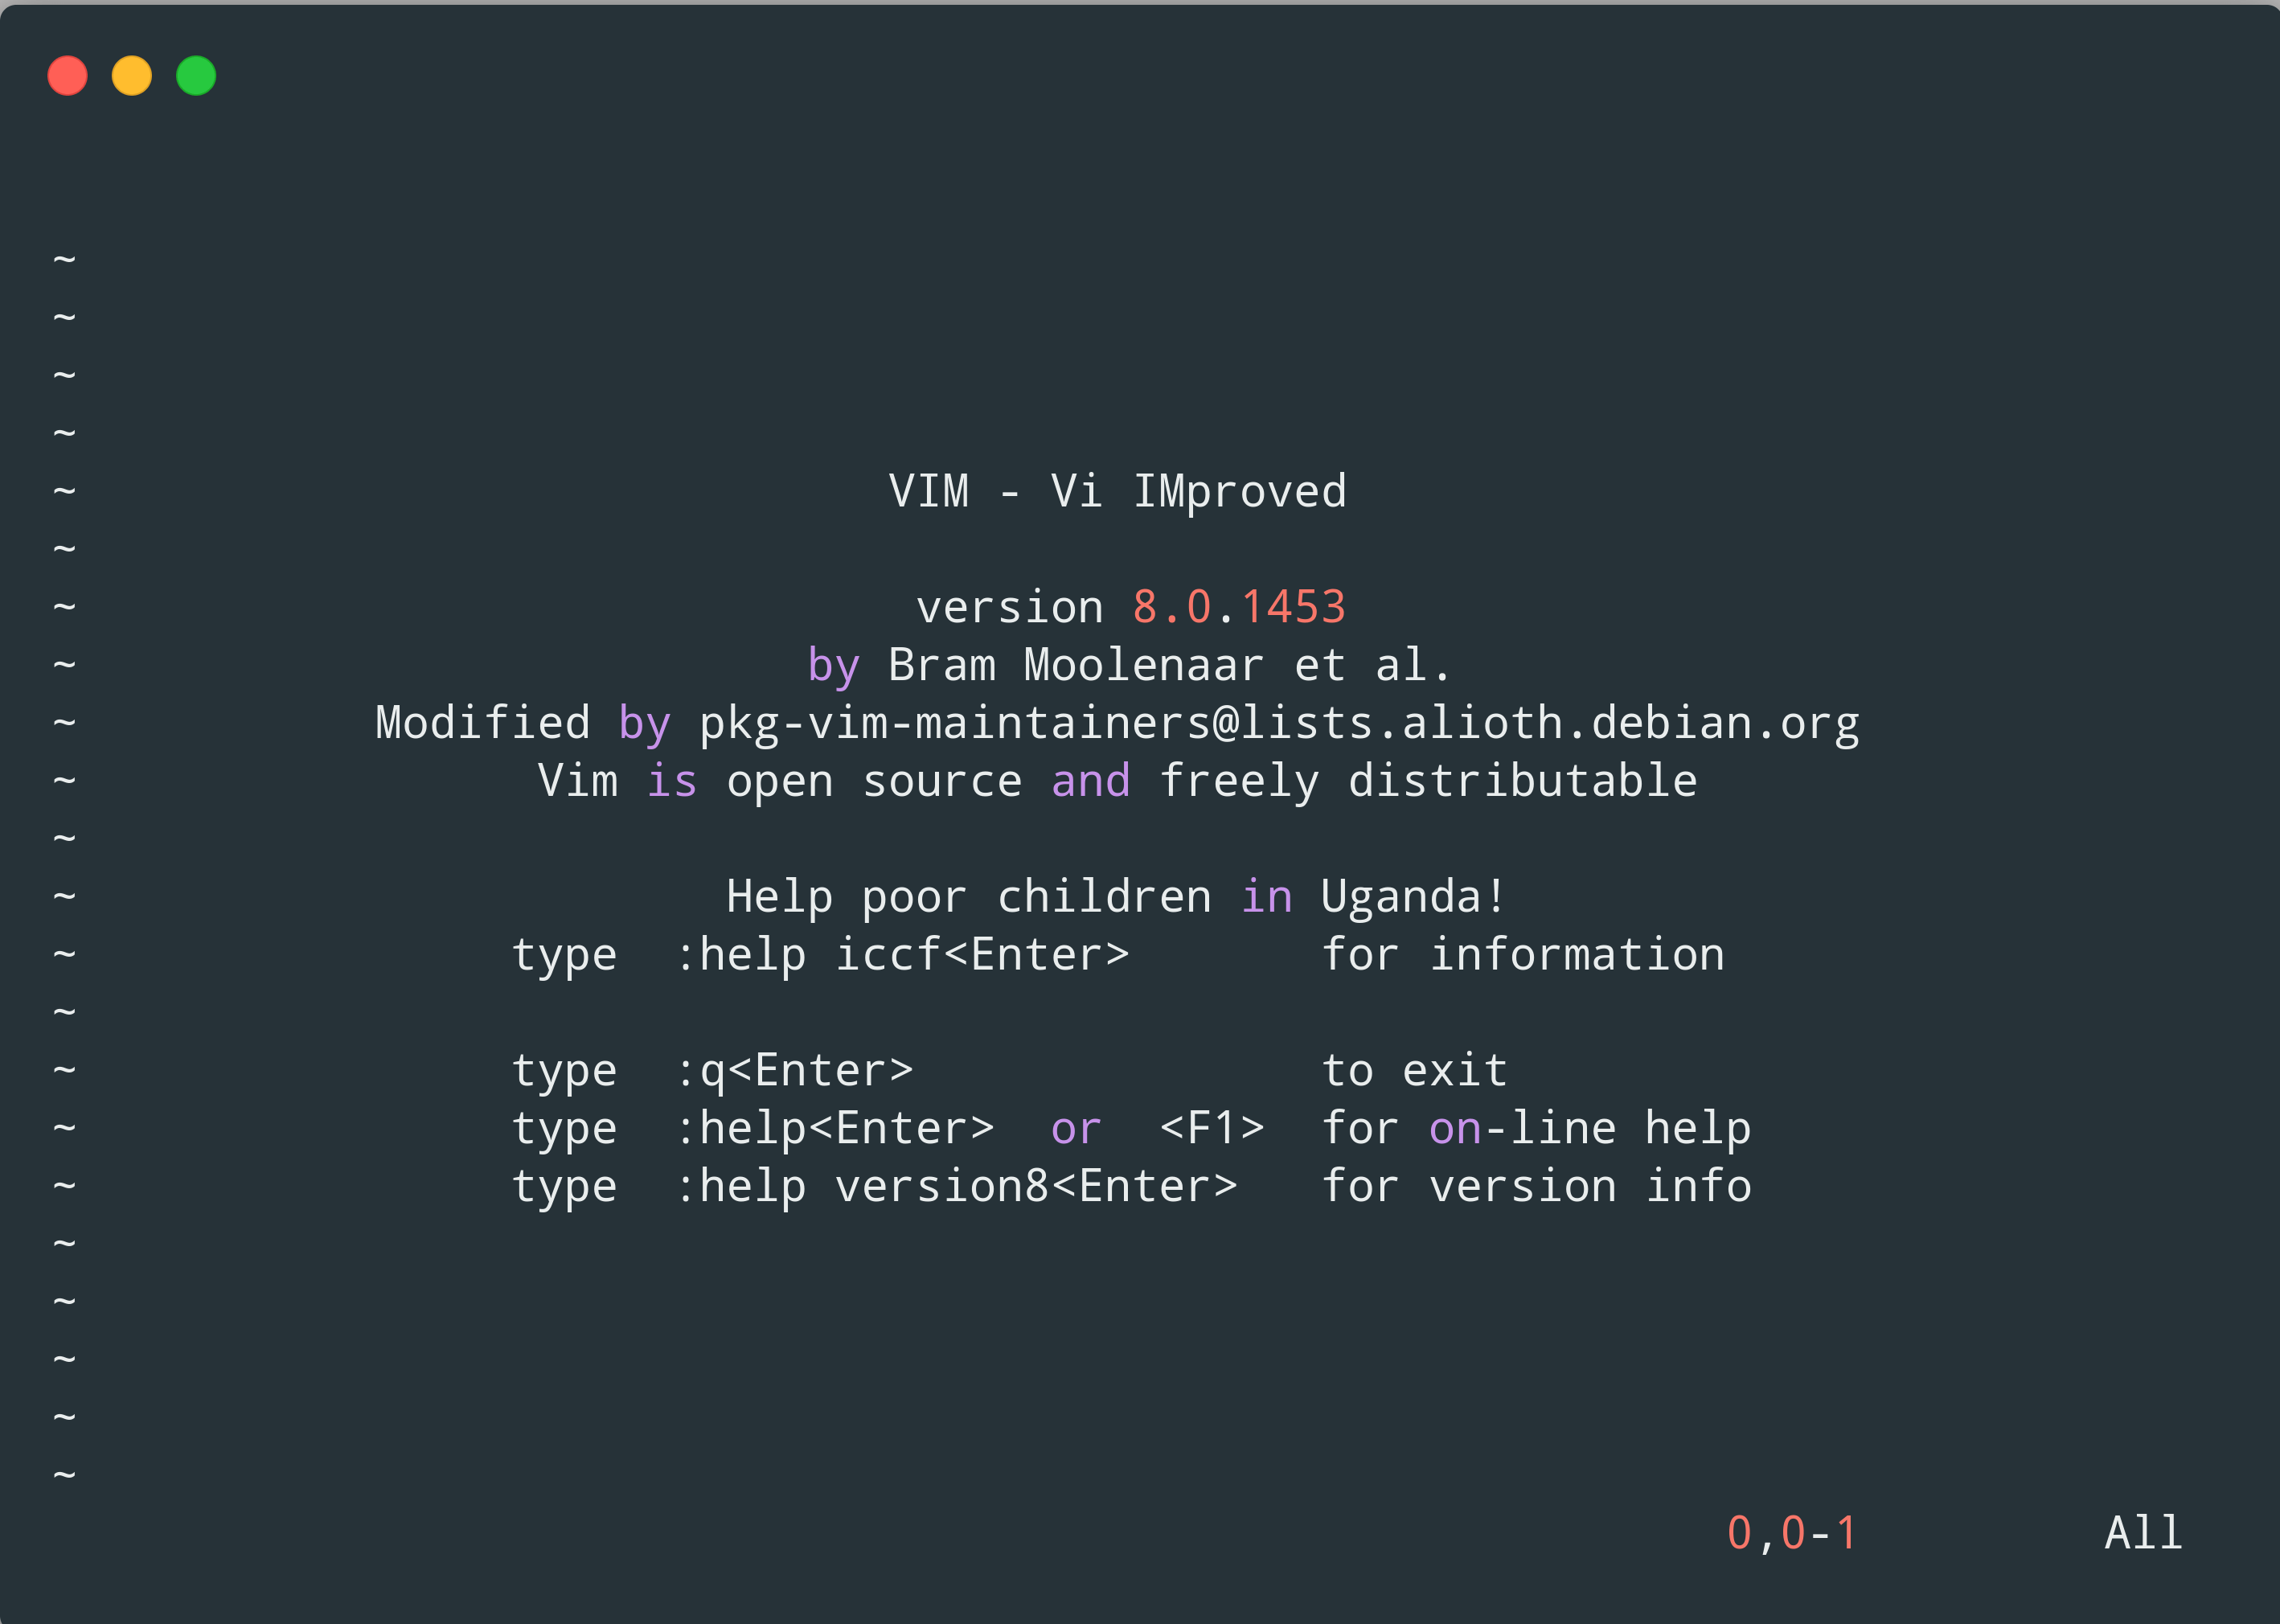 ~
~
~
~
~ VIM - Vi IMproved
~
~ version 8.0.1453
~ by Bram Moolenaar et al.
~ Modified by pkg-vim-maintainers@lists.alioth.debian.org
~ Vim is open source and freely distributable
~
~ Help poor children in Uganda!
~ type  :help iccf<Enter>       for information
~
~ type  :q<Enter>               to exit
~ type  :help<Enter>  or  <F1>  for on-line help
~ type  :help version8<Enter>   for version info
~
~
~
~
~
0,0-1         All